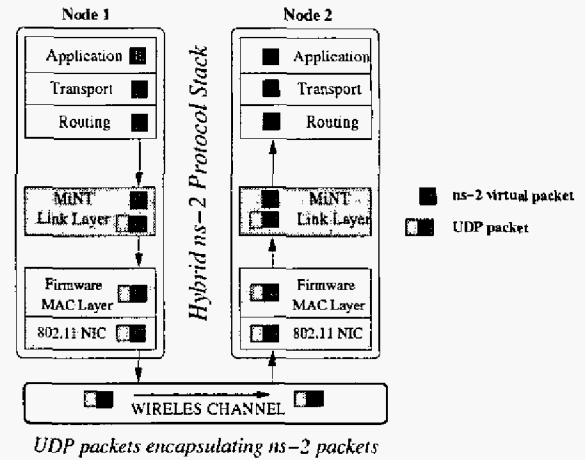 Node 1
Node 2
Application
Transport
Routing
MiNT
Link Layer
Firmware
MAC Layer
802.11 NIC
Hybrid ns-2 Protocol Stack
Application
Transport
Routing
MiNT
Link Layer
Firmware
MAC Layer
802.11 NIC
ns-2 virtual packet
UDP packet
WIRELES CHANNEL
UDP packets encapsulating ns-2 packets